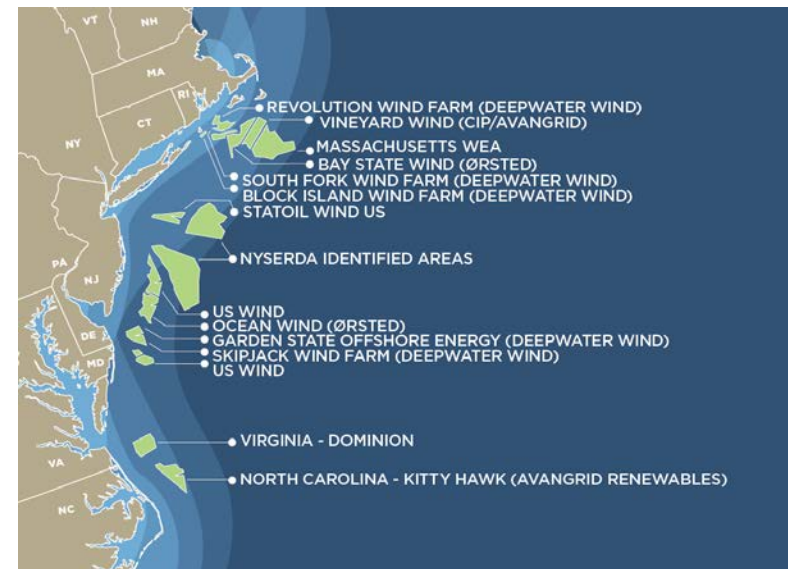 VT
NH
MA
RI
CT
NY
REVOLUTION WIND FARM (DEEPWATER WIND)
VINEYARD WIND (CIP/AVANGRID)
MASSACHUSETTS WEA
BAY STATE WIND (ØRSTED)
SOUTH FORK WIND FARM (DEEPWATER WIND)
BLOCK ISLAND WIND FARM (DEEPWATER WIND)
STATOIL WIND US
NYSERDA IDENTIFIED AREAS
PA
NJ
US WIND
OCEAN WIND (ØRSTED)
GARDEN STATE OFFSHORE ENERGY (DEEPWATER WIND)
SKIPJACK WIND FARM (DEEPWATER WIND)
US WIND
DE
MD
VIRGINIA - DOMINION
VA
NORTH CAROLINA - KITTY HAWK (AVANGRID RENEWABLES)
NC